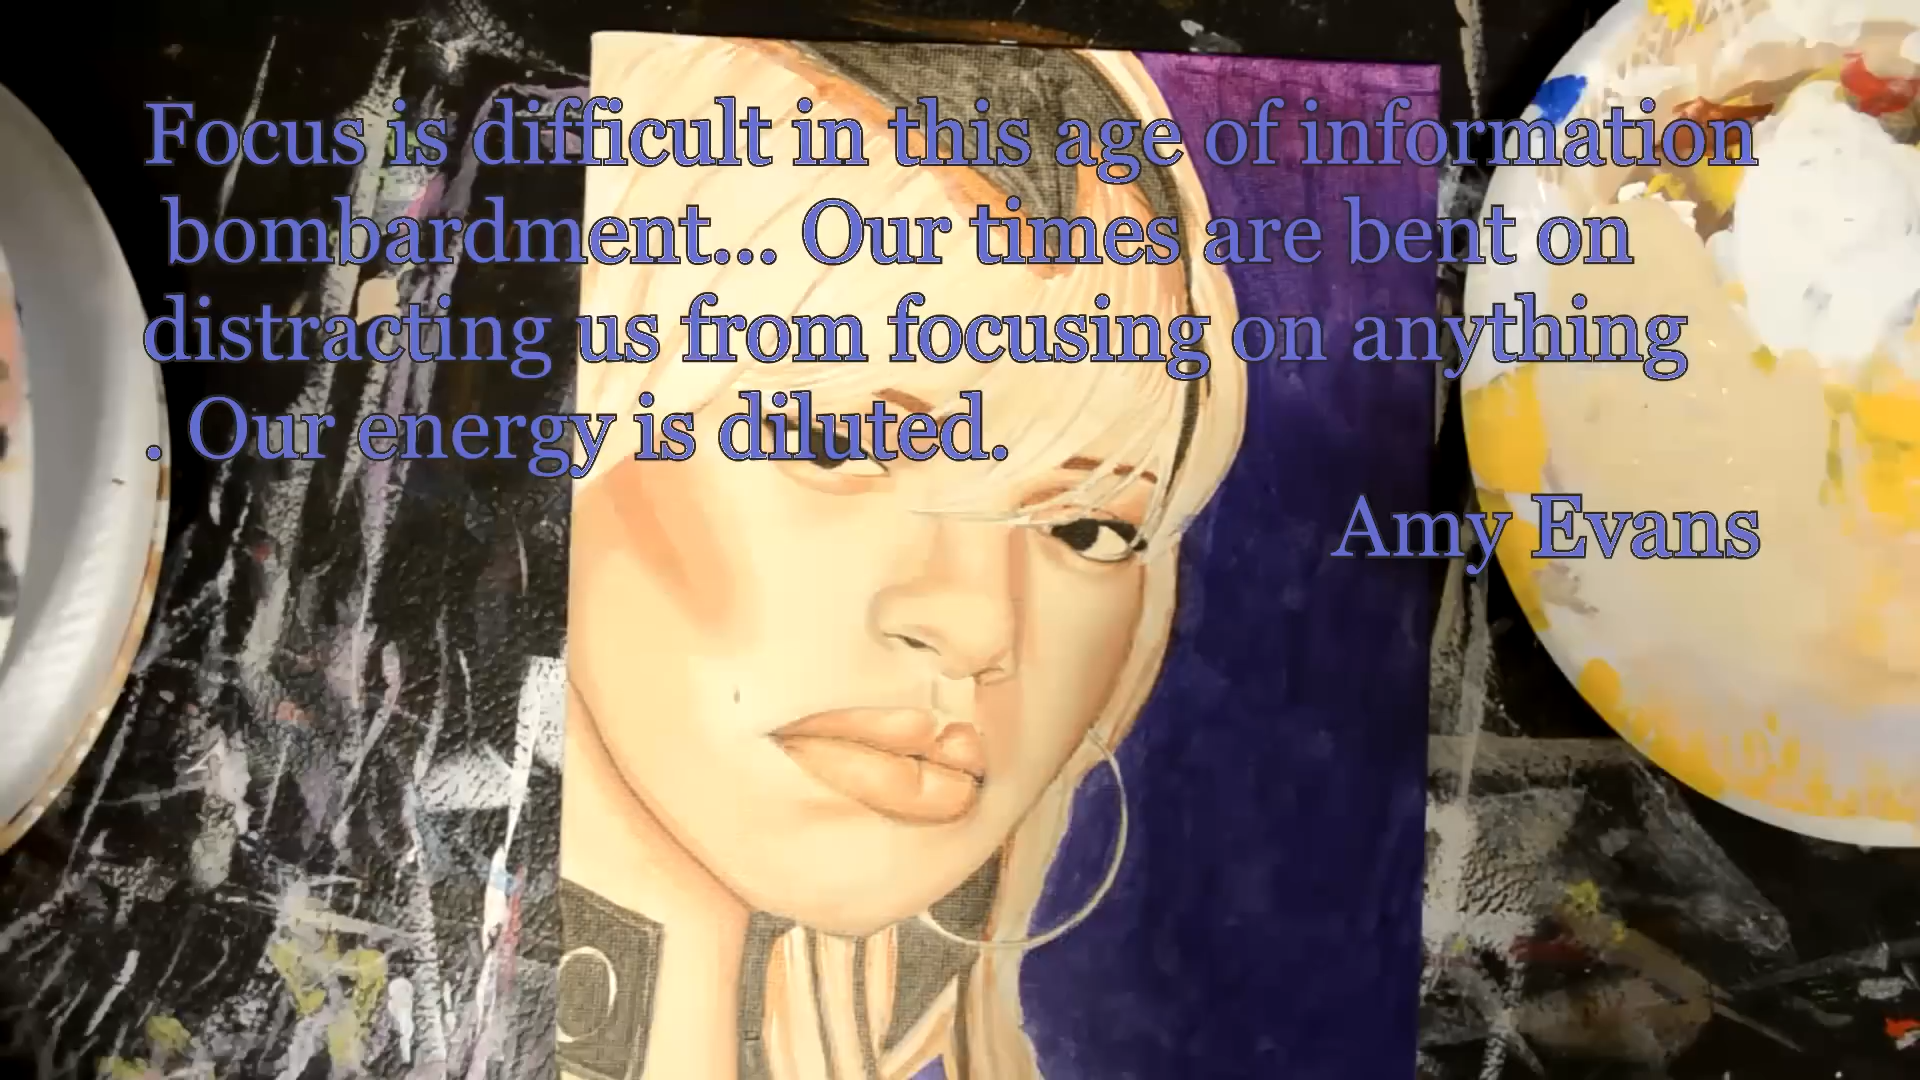 Focus is difficult in this age of information
bombardment... Our times are bent on
distracting us from focusing on anything
. Our energy is diluted.
Amy Evans